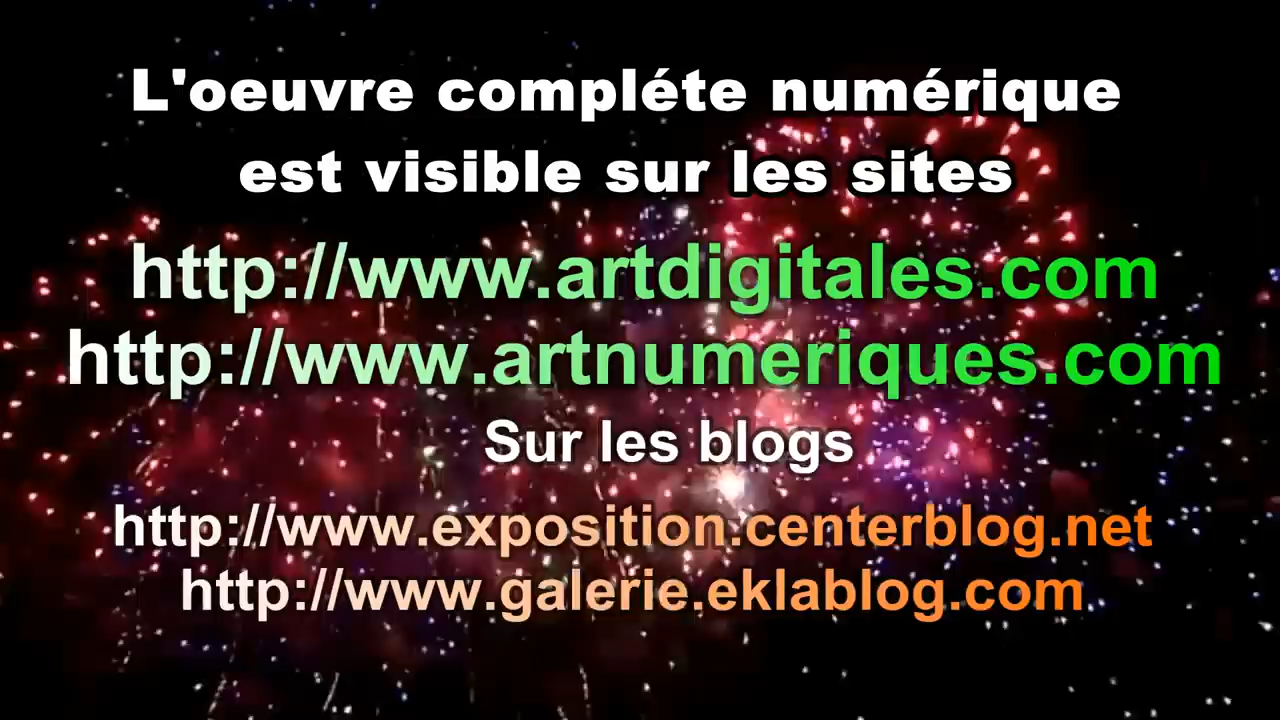 L'oeuvre compléte numérique
est visible sur les sites
http://www.artdigitales.com
http://www.artnumeriques.com
Sur les blogs
http://www.exposition.centerblog.net
http://www.galerie.eklablog.com